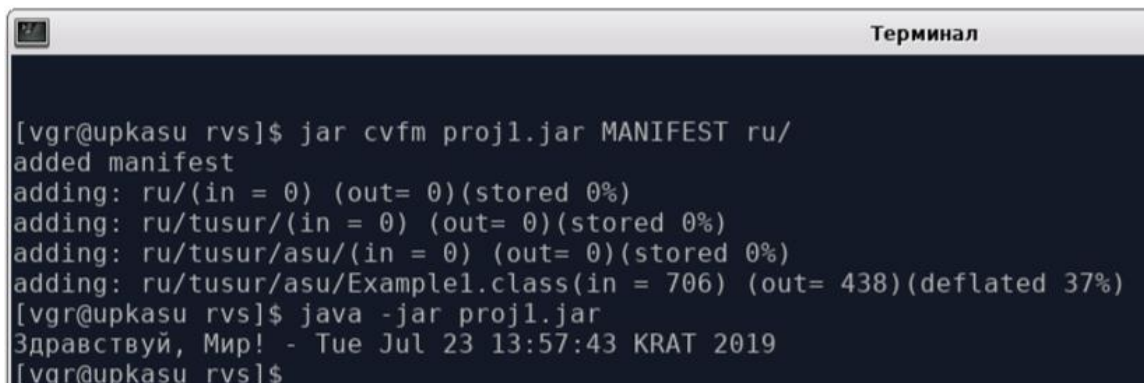 Терминал
[vgr@upkasu rvs]$ jar cvfm proj1.jar MANIFEST ru/
added manifest
adding: ru/(in = 0) (out= 0)(stored 0%)
adding: ru/tusur/(in = 0) (out= 0)(stored 0%)
adding: ru/tusur/asu/(in = 0) (out= 0)(stored 0%)
adding: ru/tusur/asu/Example1.class(in = 706) (out= 438)(deflated 37%)
[vgr@upkasu rvs]$ java -jar proj1.jar
Здравствуй, Мир! - Tue Jul 23 13:57:43 KRAT 2019
[vgr@upkasu rvs]$